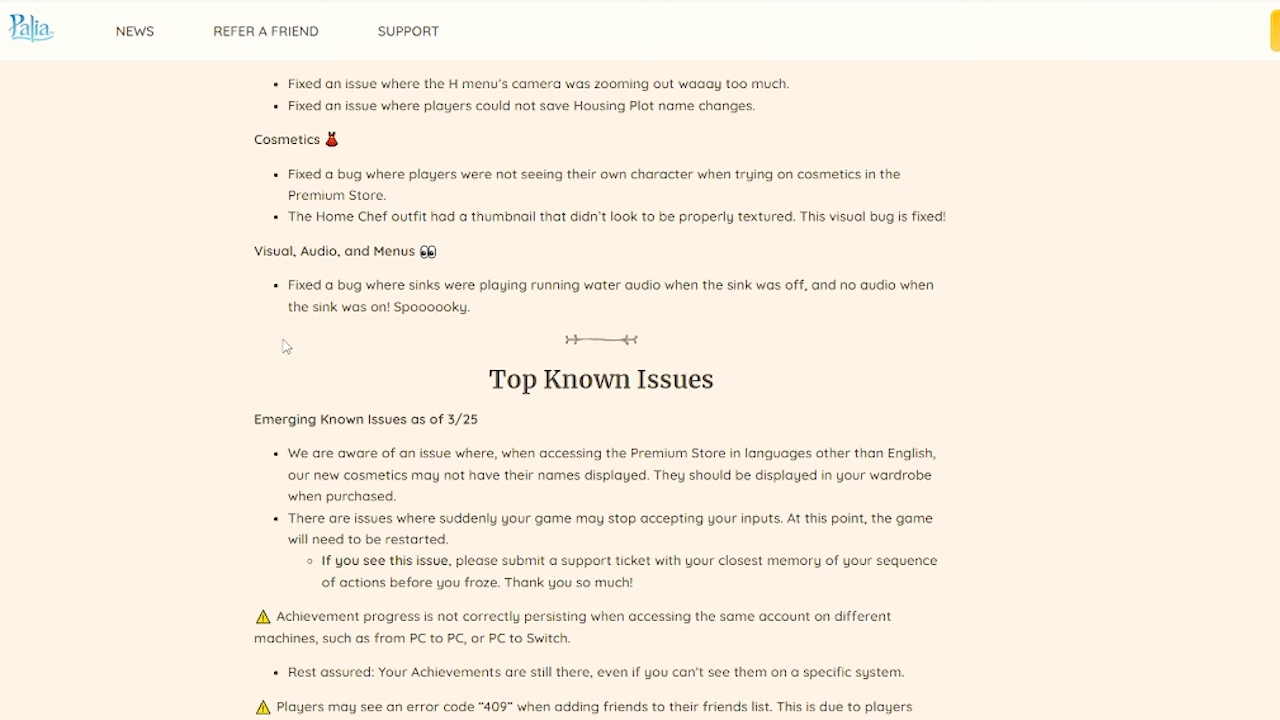 Palia
NEWS
REFER A FRIEND
SUPPORT
Fixed an issue where the H menu's camera was zooming out waaay too much.
Fixed an issue where players could not save Housing Plot name changes.
Cosmetics
Fixed a bug where players were not seeing their own character when trying on cosmetics in the
Premium Store.
The Home Chef outfit had a thumbnail that didn't look to be properly textured. This visual bug is fixed!
Visual, Audio, and Menus
Fixed a bug where sinks were playing running water audio when the sink was off, and no audio when
the sink was on! Spoooooky.
Top Known Issues
Emerging Known Issues as of 3/25
We are aware of an issue where, when accessing the Premium Store in languages other than English,
our new cosmetics may not have their names displayed. They should be displayed in your wardrobe
when purchased.
There are issues where suddenly your game may stop accepting your inputs. At this point, the game
will need to be restarted.
If you see this issue, please submit a support ticket with your closest memory of your sequence
of actions before you froze. Thank you so much!
Achievement progress is not correctly persisting when accessing the same account on different
machines, such as from PC to PC, or PC to Switch.
Rest assured: Your Achievements are still there, even if you can't see them on a specific system.
Players may see an error code "409" when adding friends to their friends list. This is due to players